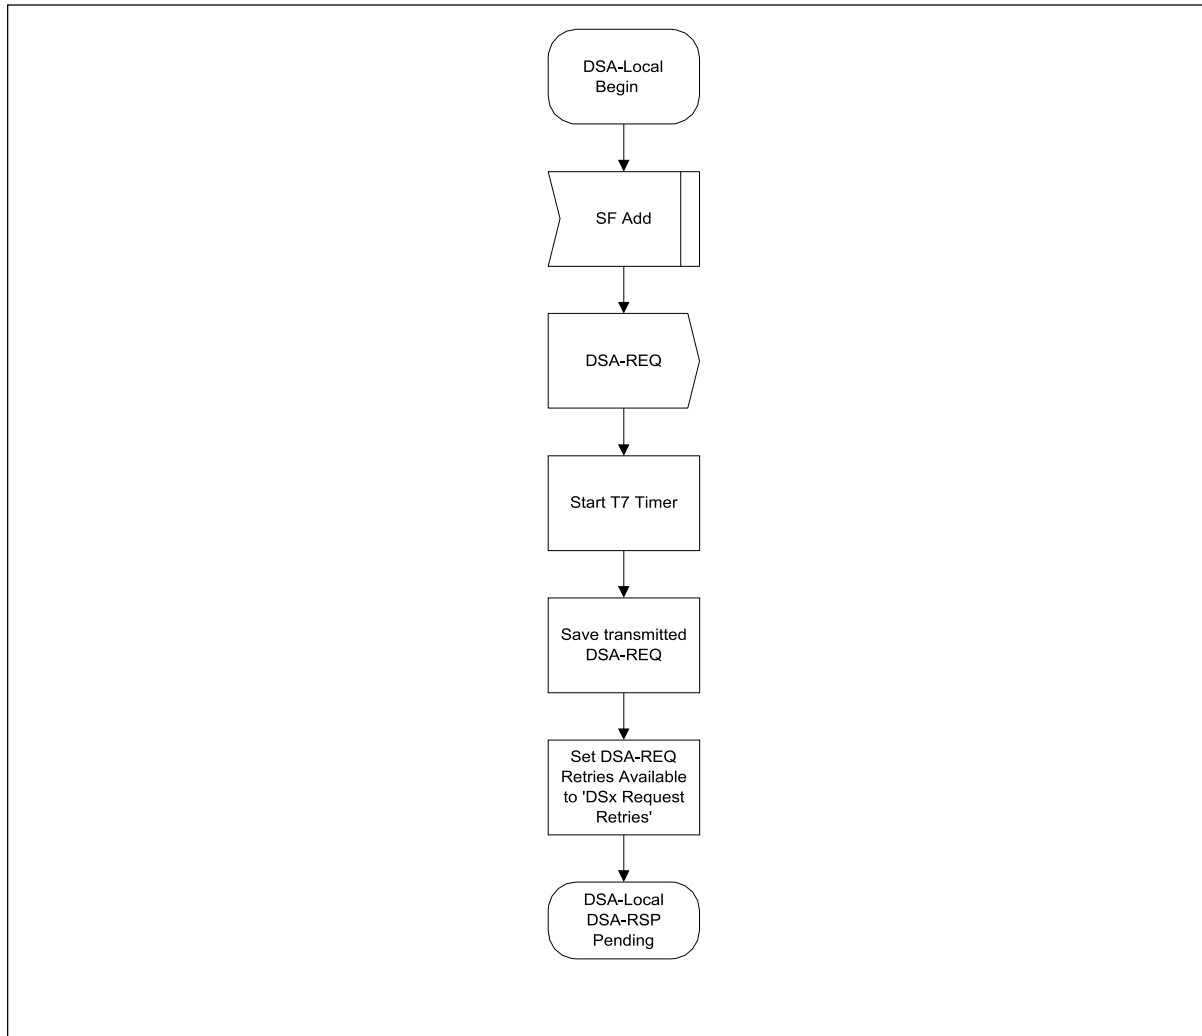 DSA-Local
Begin
SF Add
DSA-REQ
Start T7 Timer
Save transmitted
DSA-REQ
Set DSA-REQ
Retries Available
to 'DSx Request
Retries'
DSA-Local
DSA-RSP
Pending